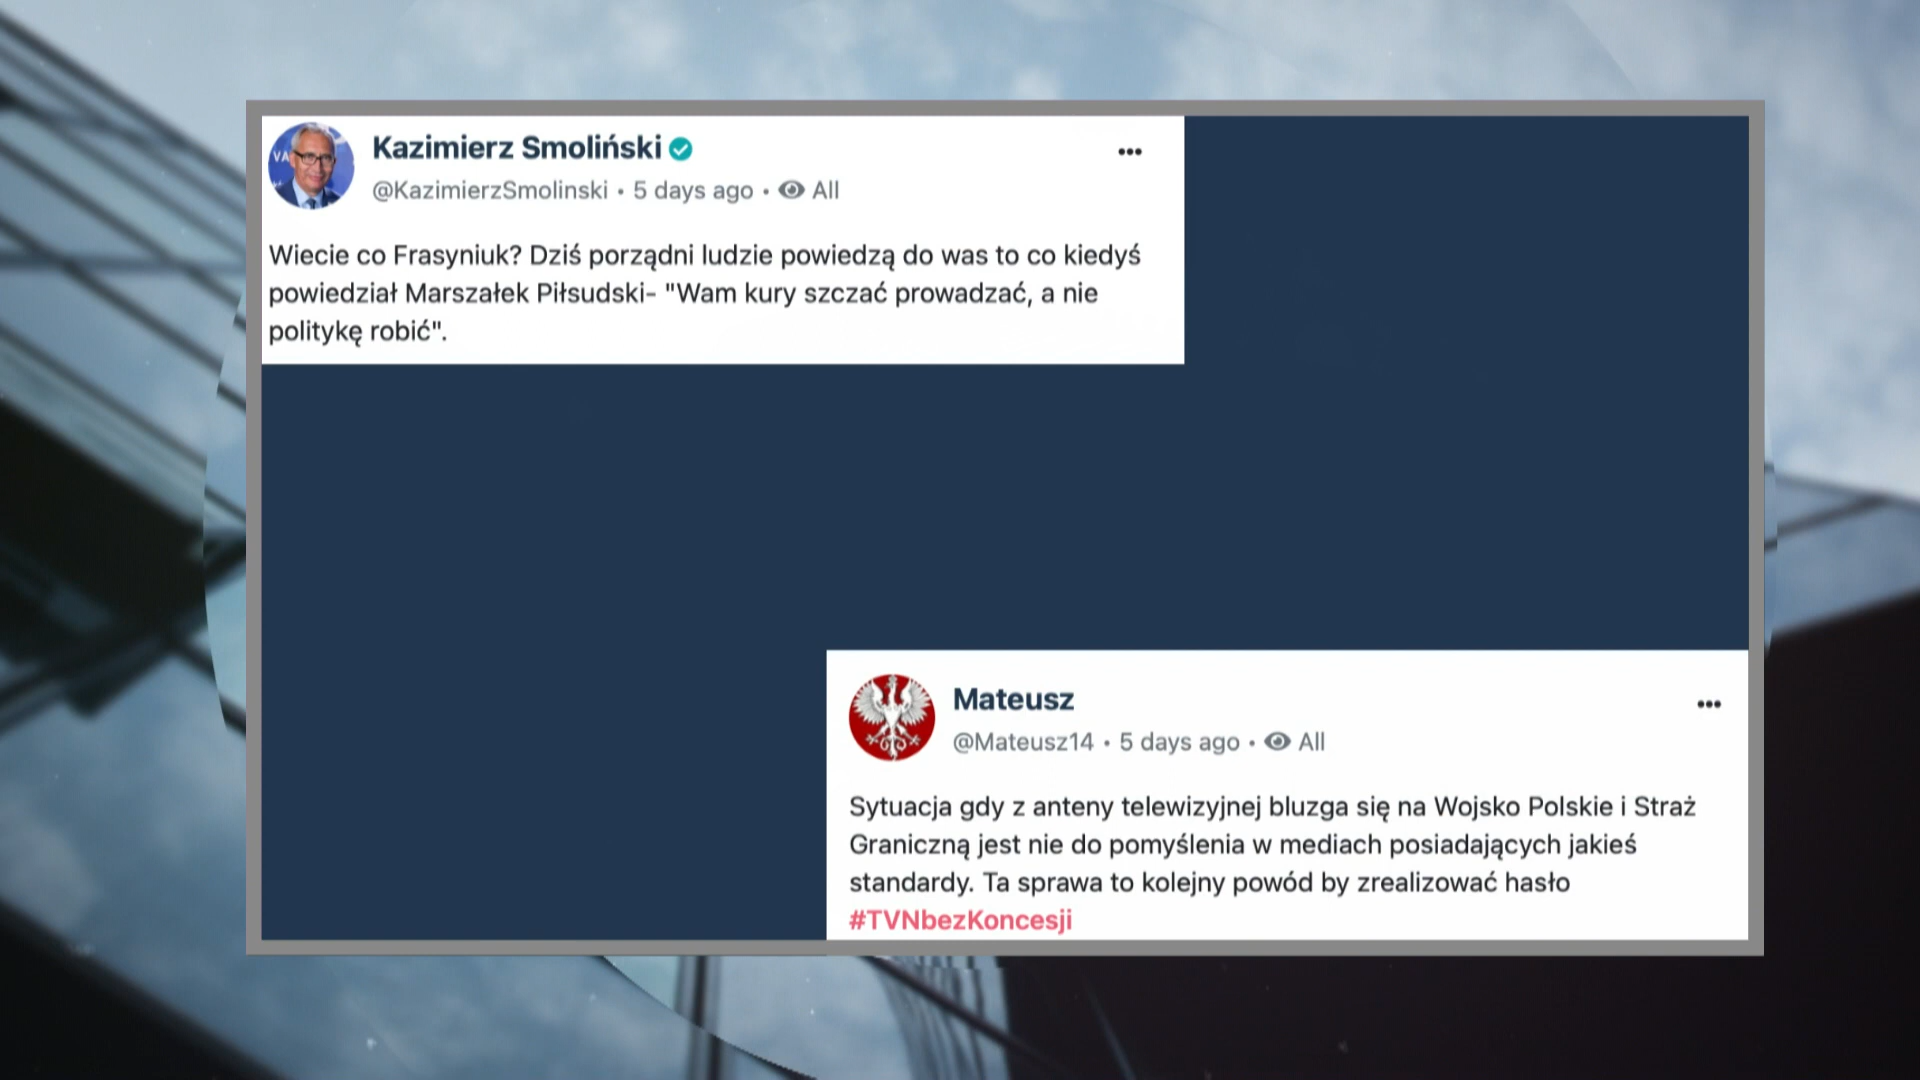 Kazimierz Smoliński
@KazimierzSmolinski • 5 days ago • All
Wiecie co Frasyniuk? Dziś porządni ludzie powiedzą do was to co kiedyś
powiedział Marszałek Piłsudski- "Wam kury szczać prowadzać, a nie
politykę robić".
Mateusz
@Mateusz14 • 5 days ago • All
Sytuacja gdy z anteny telewizyjnej bluzga się na Wojsko Polskie i Straż
Graniczną jest nie do pomyślenia w mediach posiadających jakieś
standardy. Ta sprawa to kolejny powód by zrealizować hasło
#TVNbezKoncesji